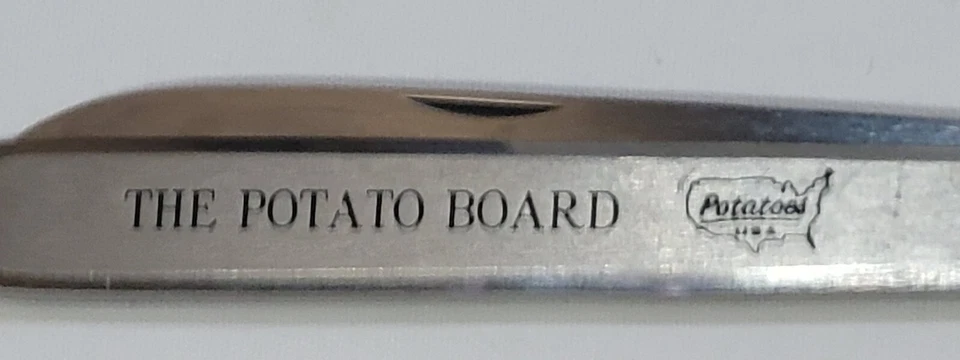 THE POTATO BOARD
Potatoes
USA